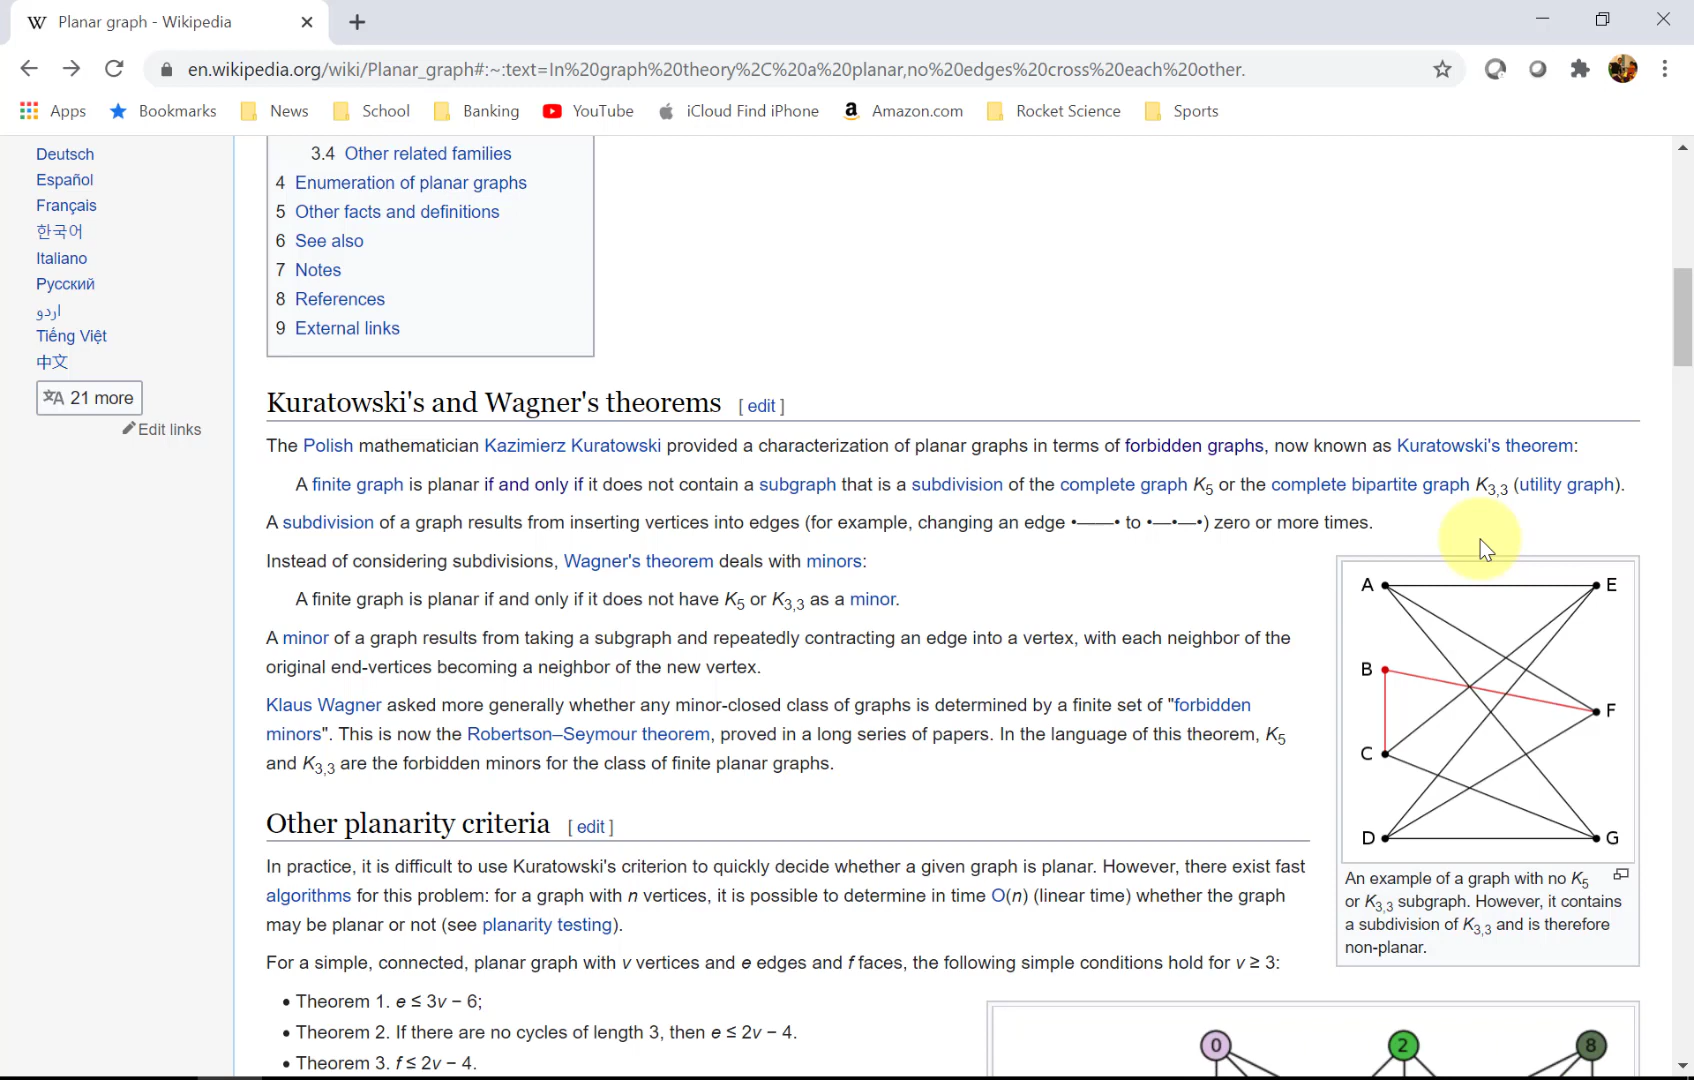 W Planar graph - Wikipedia
en.wikipedia.org/wiki/Planar_graph#:~:text=In%20graph%20theory%2C%20a%20planar,no%20edges%20cross%20each%20other.
Apps Bookmarks News School Banking YouTube iCloud Find iPhone a Amazon.com Rocket Science Sports
Deutsch
Español
Français
한국어
Italiano
Русский
اردو
Tiếng Việt
中文
文A 21 more
Edit links
3.4 Other related families
4 Enumeration of planar graphs
5 Other facts and definitions
6 See also
7 Notes
8 References
9 External links
Kuratowski's and Wagner's theorems [ edit ]
The Polish mathematician Kazimierz Kuratowski provided a characterization of planar graphs in terms of forbidden graphs, now known as Kuratowski's theorem:
A finite graph is planar if and only if it does not contain a subgraph that is a subdivision of the complete graph K5 or the complete bipartite graph K3,3 (utility graph).
A subdivision of a graph results from inserting vertices into edges (for example, changing an edge •——• to •—•—•) zero or more times.
Instead of considering subdivisions, Wagner's theorem deals with minors:
A finite graph is planar if and only if it does not have K5 or K3,3 as a minor.
A minor of a graph results from taking a subgraph and repeatedly contracting an edge into a vertex, with each neighbor of the
original end-vertices becoming a neighbor of the new vertex.
Klaus Wagner asked more generally whether any minor-closed class of graphs is determined by a finite set of "forbidden
minors". This is now the Robertson–Seymour theorem, proved in a long series of papers. In the language of this theorem, K5
and K3,3 are the forbidden minors for the class of finite planar graphs.
A E
B
F
C
D G
An example of a graph with no K5
or K3,3 subgraph. However, it contains
a subdivision of K3,3 and is therefore
non-planar.
Other planarity criteria [ edit ]
In practice, it is difficult to use Kuratowski's criterion to quickly decide whether a given graph is planar. However, there exist fast
algorithms for this problem: for a graph with n vertices, it is possible to determine in time O(n) (linear time) whether the graph
may be planar or not (see planarity testing).
For a simple, connected, planar graph with v vertices and e edges and f faces, the following simple conditions hold for v ≥ 3:
• Theorem 1. e ≤ 3v − 6;
• Theorem 2. If there are no cycles of length 3, then e ≤ 2v − 4.
• Theorem 3. f ≤ 2v − 4.
0 2 8